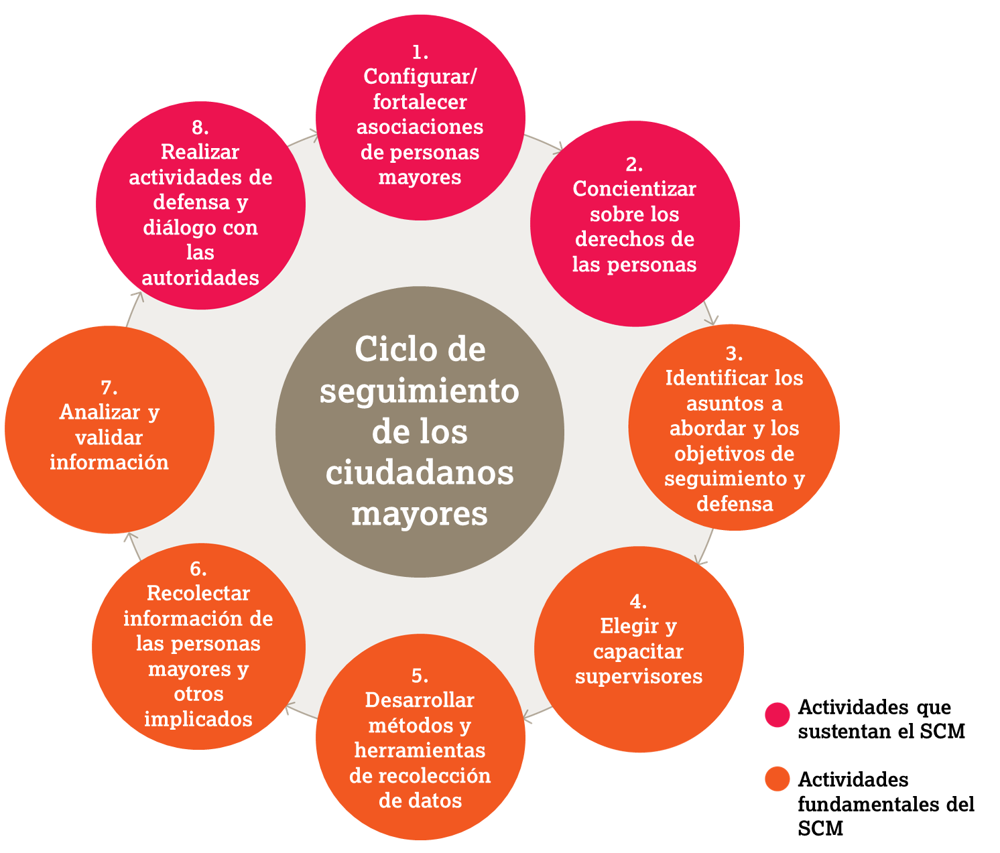 1.
Configurar/
fortalecer
asociaciones
de personas
mayores
2.
Concientizar
sobre los
derechos de
las personas
3.
Identificar los
asuntos a
abordar y los
objetivos de
seguimiento y
defensa
4.
Elegir y
capacitar
supervisores
5.
Desarrollar
métodos y
herramientas
de recolección
de datos
6.
Recolectar
información de
las personas
mayores y
otros
implicados
7.
Analizar y
validar
información
8.
Realizar
actividades de
defensa y
diálogo con
las
autoridades
Ciclo de
seguimiento
de los
ciudadanos
mayores
Actividades que
sustentan el SCM
Actividades
fundamentales del
SCM